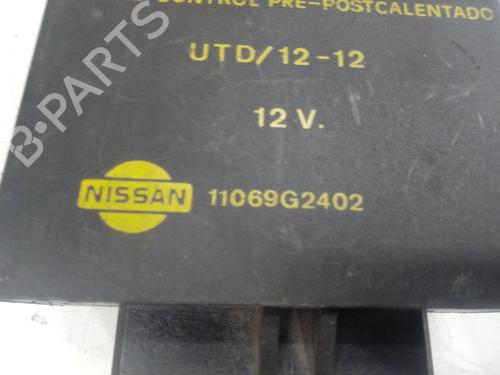 CONTROL PRE-POSTCALENTADO
UTD/12-12
12 V.
NISSAN 11069G2402
B-PARTS